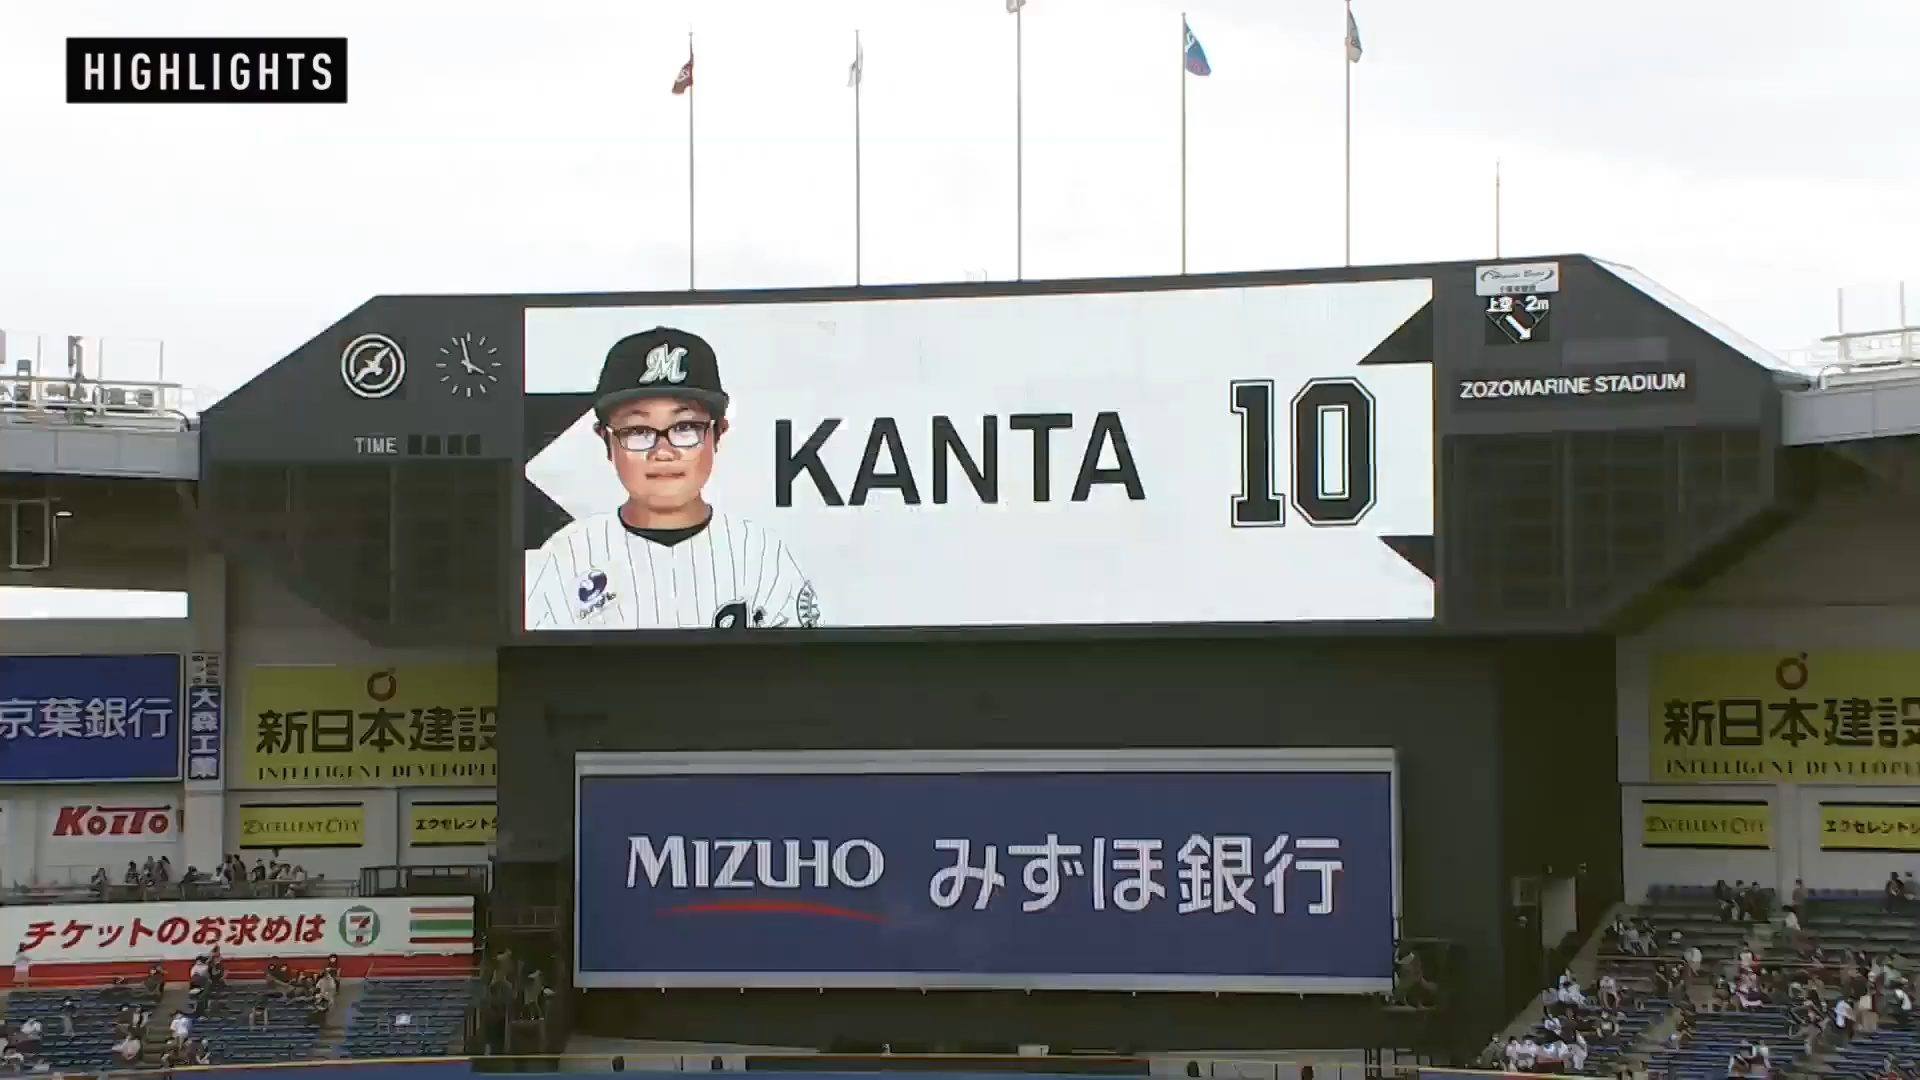 HIGHLIGHTS
上空 2m
M
KANTA
10
ZOZOMARINE STADIUM
TIME
京葉銀行
大森工業
新日本建設
INTELLIGENT DEVELOPE
新日本建設
INTELLIGENT DEVELOPE
KOITO
EXCELLENT CITY
エクセレントシ
EXCELLENT CITY
エクセレントシ
MIZUHO みずほ銀行
チケットのお求めは 7